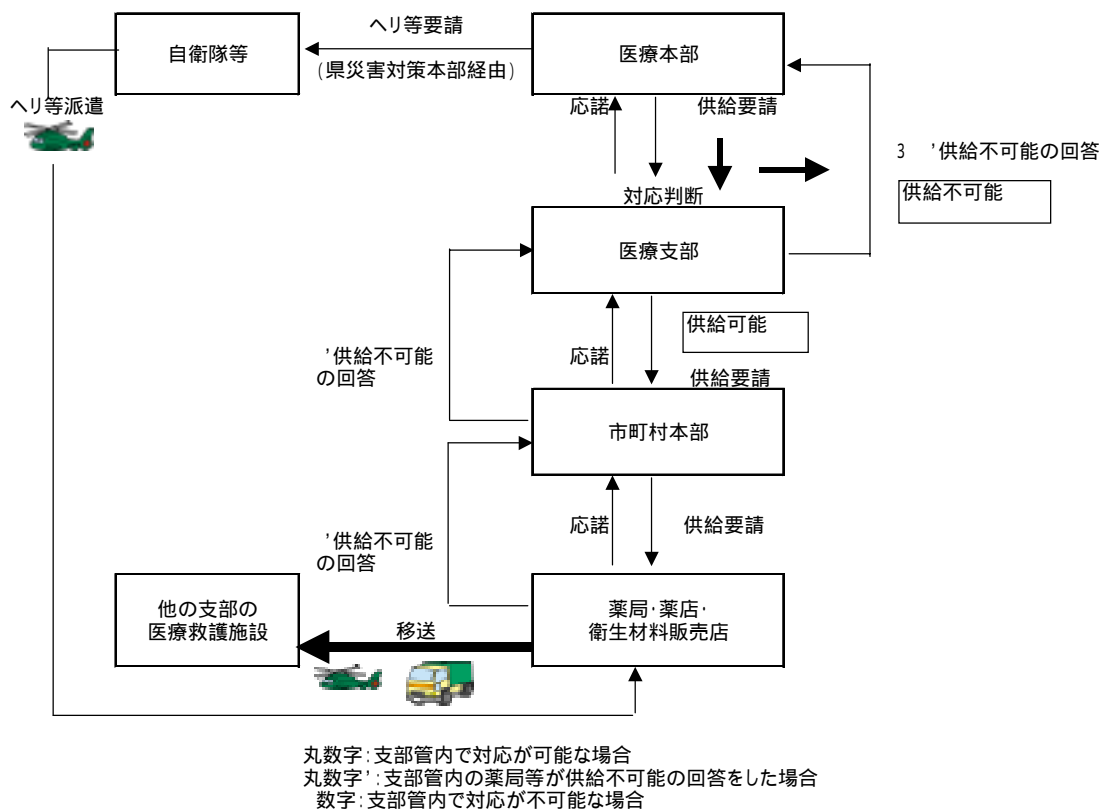 ヘリ等要請
自衛隊等
医療本部
(県災害対策本部経由)
ヘリ等派遣
応諾
供給要請
3 '供給不可能の回答
供給不可能
対応判断
医療支部
供給可能
'供給不可能
の回答
応諾
供給要請
市町村本部
応諾
供給要請
'供給不可能
の回答
他の支部の
医療救護施設
薬局・薬店・
衛生材料販売店
移送
丸数字:支部管内で対応が可能な場合
丸数字':支部管内の薬局等が供給不可能の回答をした場合
数字:支部管内で対応が不可能な場合